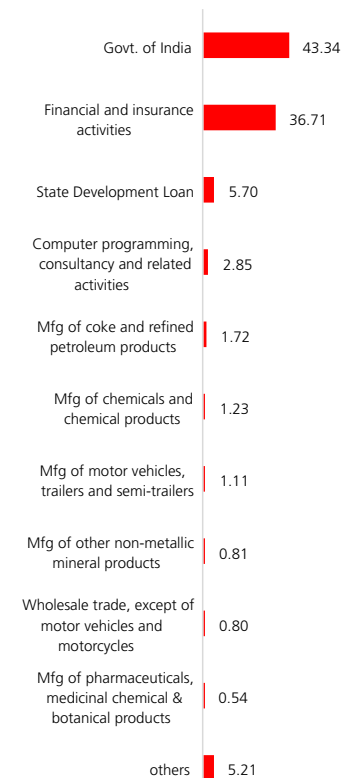 Govt. of India 43.34
Financial and insurance
activities
36.71
State Development Loan 5.70
Computer programming,
consultancy and related
activities
2.85
Mfg of coke and refined
petroleum products
1.72
Mfg of chemicals and
chemical products
1.23
Mfg of motor vehicles,
trailers and semi-trailers
1.11
Mfg of other non-metallic
mineral products
0.81
Wholesale trade, except of
motor vehicles and
motorcycles
0.80
Mfg of pharmaceuticals,
medicinal chemical &
botanical products
0.54
others 5.21